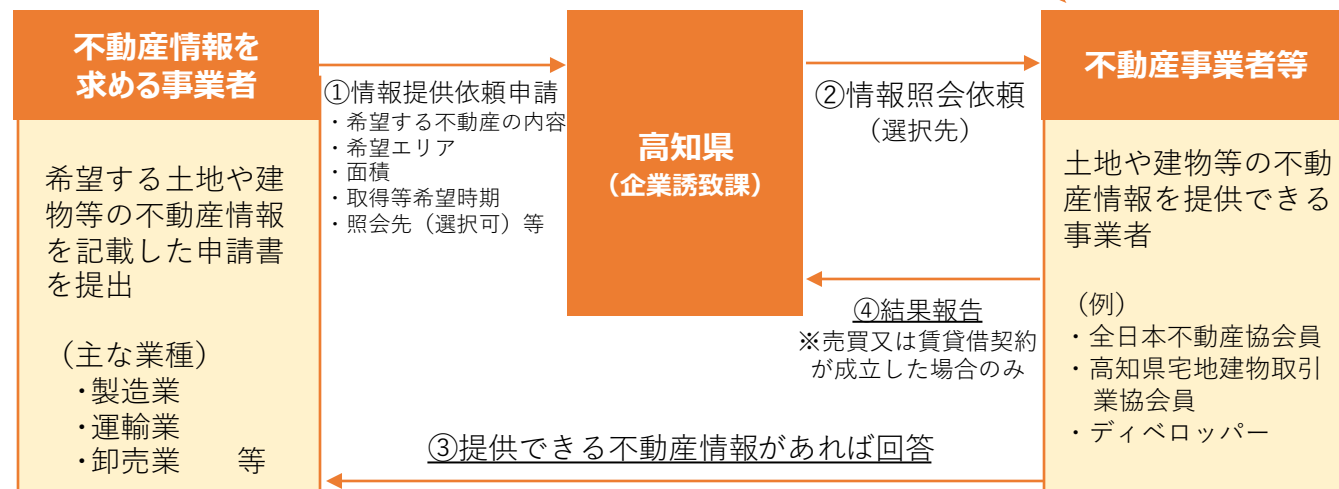 不動産情報を
求める事業者
希望する土地や建
物等の不動産情報
を記載した申請書
を提出
（主な業種）
・製造業
・運輸業
・卸売業　等
①情報提供依頼申請
・希望する不動産の内容
・希望エリア
・面積
・取得等希望時期
・照会先（選択可）等
高知県
（企業誘致課）
②情報照会依頼
（選択先）
④結果報告
※売買又は賃貸借契約
が成立した場合のみ
③提供できる不動産情報があれば回答
不動産事業者等
土地や建物等の不動
産情報を提供できる
事業者
（例）
・全日本不動産協会員
・高知県宅地建物取引
業協会員
・ディベロッパー